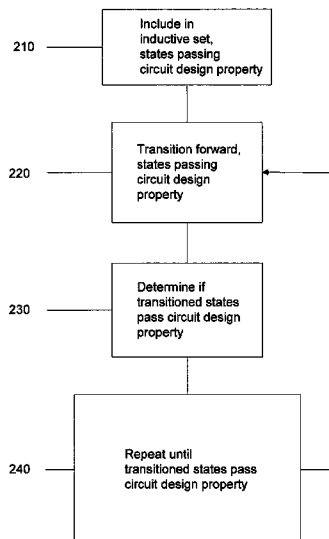 210
Include in
inductive set,
states passing
circuit design
property
220
Transition forward,
states passing
circuit design
property
230
Determine if
transitioned states
pass circuit design
property
240
Repeat until
transitioned states pass
circuit design property